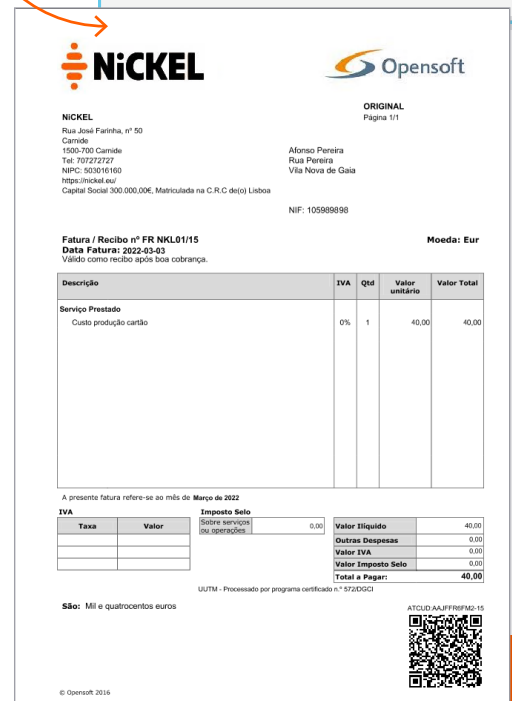 NiCKEL
Opensoft
ORIGINAL
Página 1/1
NiCKEL
Rua José Farinha, nº 50
Carnide
1500-700 Carnide
Tel: 707272727
NIPC: 503016160
https://nickel.eu/
Capital Social 300.000,00€, Matriculada na C.R.C de(o) Lisboa
Afonso Pereira
Rua Pereira
Vila Nova de Gaia
NIF: 105989898
Fatura / Recibo nº FR NKL01/15
Moeda: Eur
Data Fatura: 2022-03-03
Válido como recibo após boa cobrança.
Descrição IVA Qtd Valor unitário Valor Total
Serviço Prestado
Custo produção cartão 0% 1 40,00 40,00
A presente fatura refere-se ao mês de Março de 2022
IVA
Taxa Valor
Imposto Selo
Sobre serviços
ou operações 0,00
Valor Ilíquido 40,00
Outras Despesas 0,00
Valor IVA 0,00
Valor Imposto Selo 0,00
Total a Pagar: 40,00
UUTM - Processado por programa certificado n.º 572/DGCI
São: Mil e quatrocentos euros
ATCUD:AAJFFR6FM2-15
© Opensoft 2016